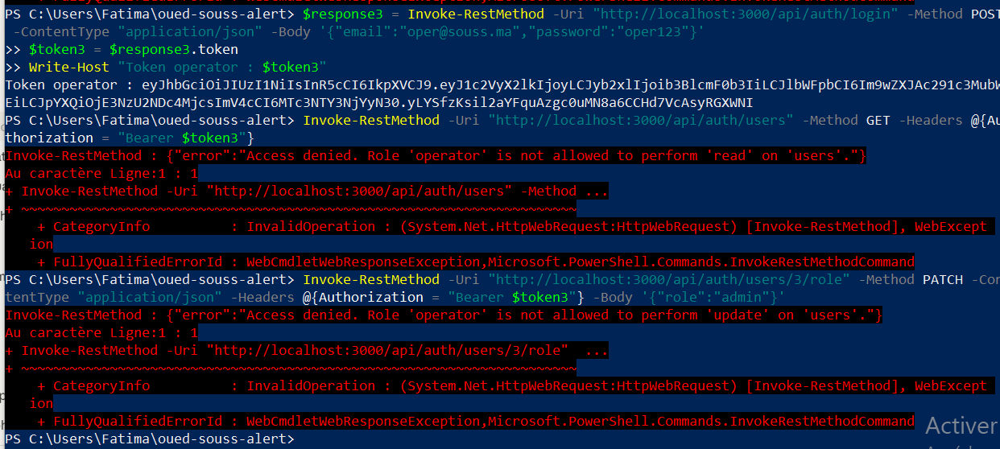 PS C:\Users\Fatima\oued-souss-alert> $response3 = Invoke-RestMethod -Uri "http://localhost:3000/api/auth/login" -Method POST
-ContentType "application/json" -Body '{"email":"oper@souss.ma","password":"oper123"}'
>> $token3 = $response3.token
>> Write-Host "Token operator : $token3"
Token operator : eyJhbGciOiJIUzI1NiIsInR5cCI6IkpXVCJ9.eyJ1c2VyX2lkIjoyLCJyb2xlIjoib3BlcmF0b3IiLCJlbWFpbCI6Im9wZXJAc291c3MubW
EiLCJpYXQiOjE3NzU2NDc4MjcsImV4cCI6MTc3NTY3NjYyN30.yLYSfzKsil2aYFquAzgc0uMN8a6CCHd7VcAsyRGXWNI
PS C:\Users\Fatima\oued-souss-alert> Invoke-RestMethod -Uri "http://localhost:3000/api/auth/users" -Method GET -Headers @{Au
thorization = "Bearer $token3"}
Invoke-RestMethod : {"error":"Access denied. Role 'operator' is not allowed to perform 'read' on 'users'."}
Au caractère Ligne:1 : 1
+ Invoke-RestMethod -Uri "http://localhost:3000/api/auth/users" -Method ...
+ ~~~~~~~~~~~~~~~~~~~~~~~~~~~~~~~~~~~~~~~~~~~~~~~~~~~~~~~~~~~~~~~~~~~~~
+ CategoryInfo : InvalidOperation : (System.Net.HttpWebRequest:HttpWebRequest) [Invoke-RestMethod], WebExcept
ion
+ FullyQualifiedErrorId : WebCmdletWebResponseException,Microsoft.PowerShell.Commands.InvokeRestMethodCommand
PS C:\Users\Fatima\oued-souss-alert> Invoke-RestMethod -Uri "http://localhost:3000/api/auth/users/3/role" -Method PATCH -Con
tentType "application/json" -Headers @{Authorization = "Bearer $token3"} -Body '{"role":"admin"}'
Invoke-RestMethod : {"error":"Access denied. Role 'operator' is not allowed to perform 'update' on 'users'."}
Au caractère Ligne:1 : 1
+ Invoke-RestMethod -Uri "http://localhost:3000/api/auth/users/3/role" ...
+ ~~~~~~~~~~~~~~~~~~~~~~~~~~~~~~~~~~~~~~~~~~~~~~~~~~~~~~~~~~~~~~~~~~~~~
+ CategoryInfo : InvalidOperation : (System.Net.HttpWebRequest:HttpWebRequest) [Invoke-RestMethod], WebExcept
ion
+ FullyQualifiedErrorId : WebCmdletWebResponseException,Microsoft.PowerShell.Commands.InvokeRestMethodCommand
PS C:\Users\Fatima\oued-souss-alert>
Activer